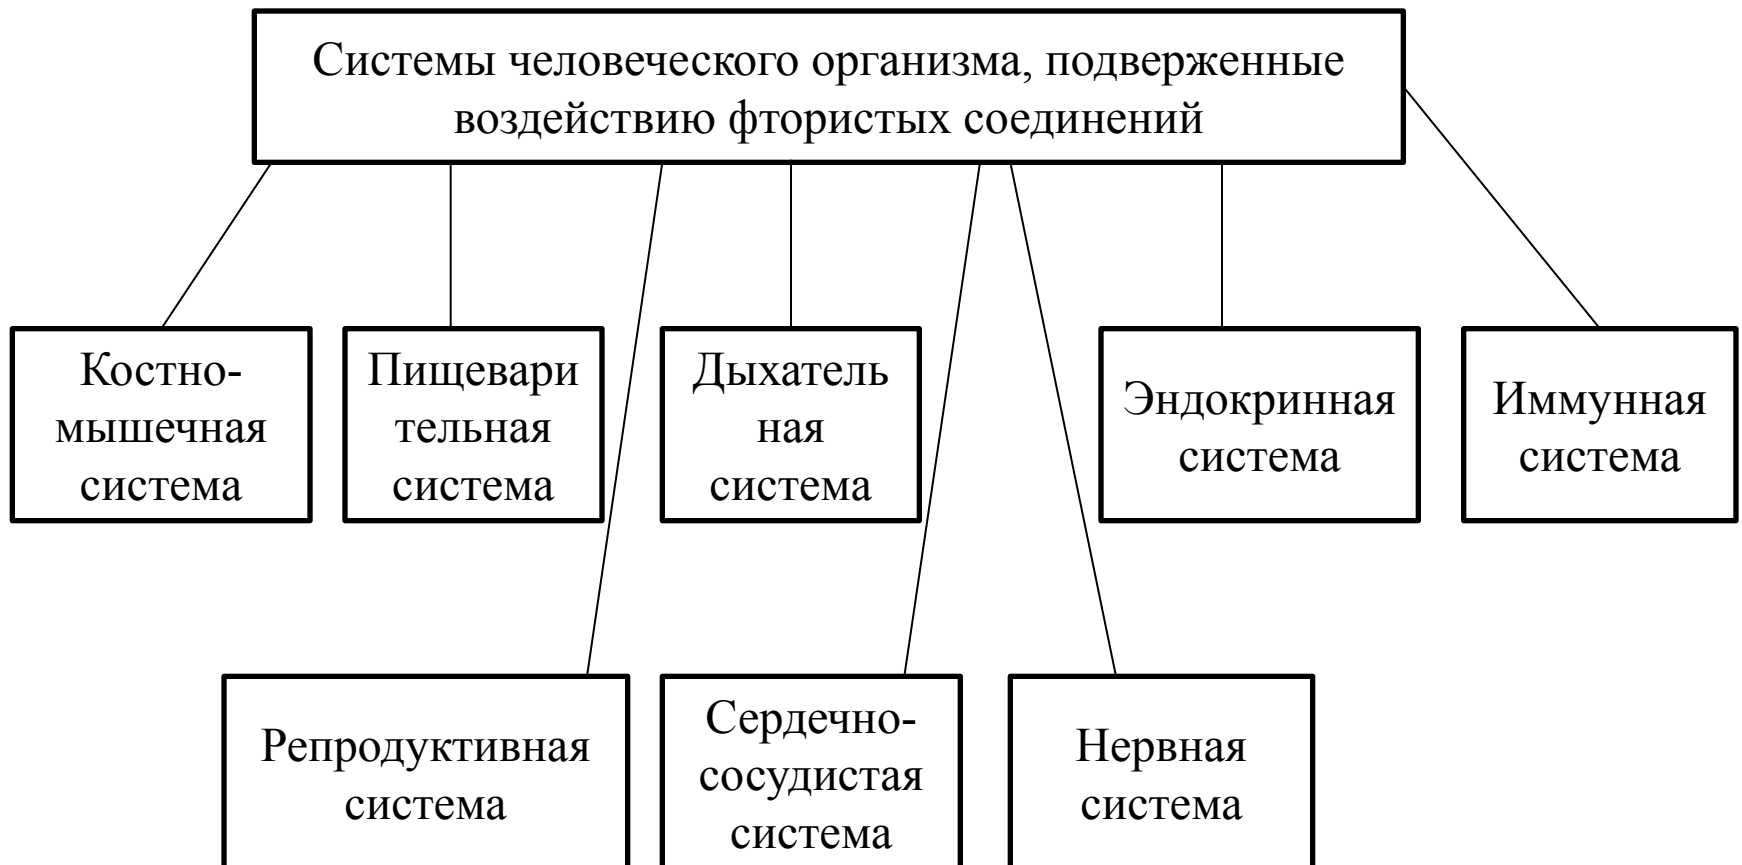 Системы человеческого организма, подверженные
воздействию фтористых соединений
Костно-
мышечная
система
Пищевари
тельная
система
Дыхатель
ная
система
Эндокринная
система
Иммунная
система
Репродуктивная
система
Сердечно-
сосудистая
система
Нервная
система